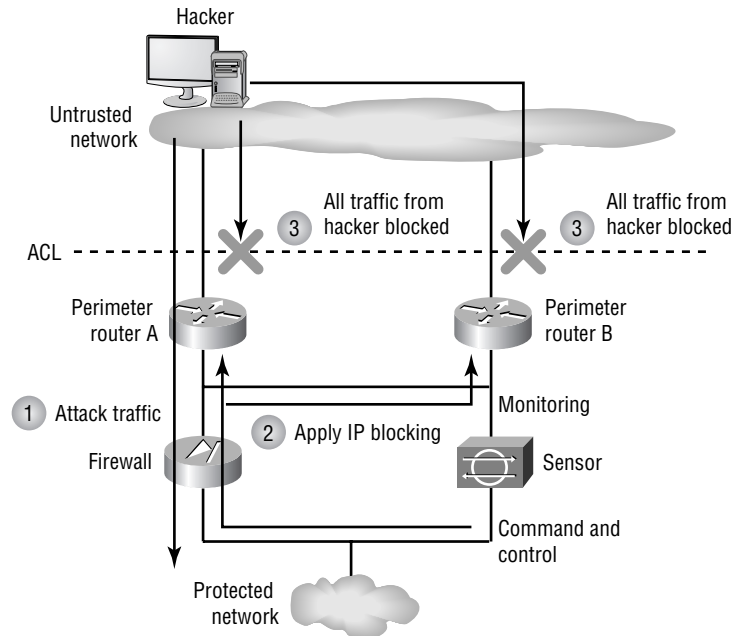 Hacker
Untrusted
network
All traffic from
hacker blocked
3
All traffic from
hacker blocked
3
ACL
Perimeter
router A
Perimeter
router B
1 Attack traffic
Monitoring
2 Apply IP blocking
Firewall
Sensor
Command and
control
Protected
network